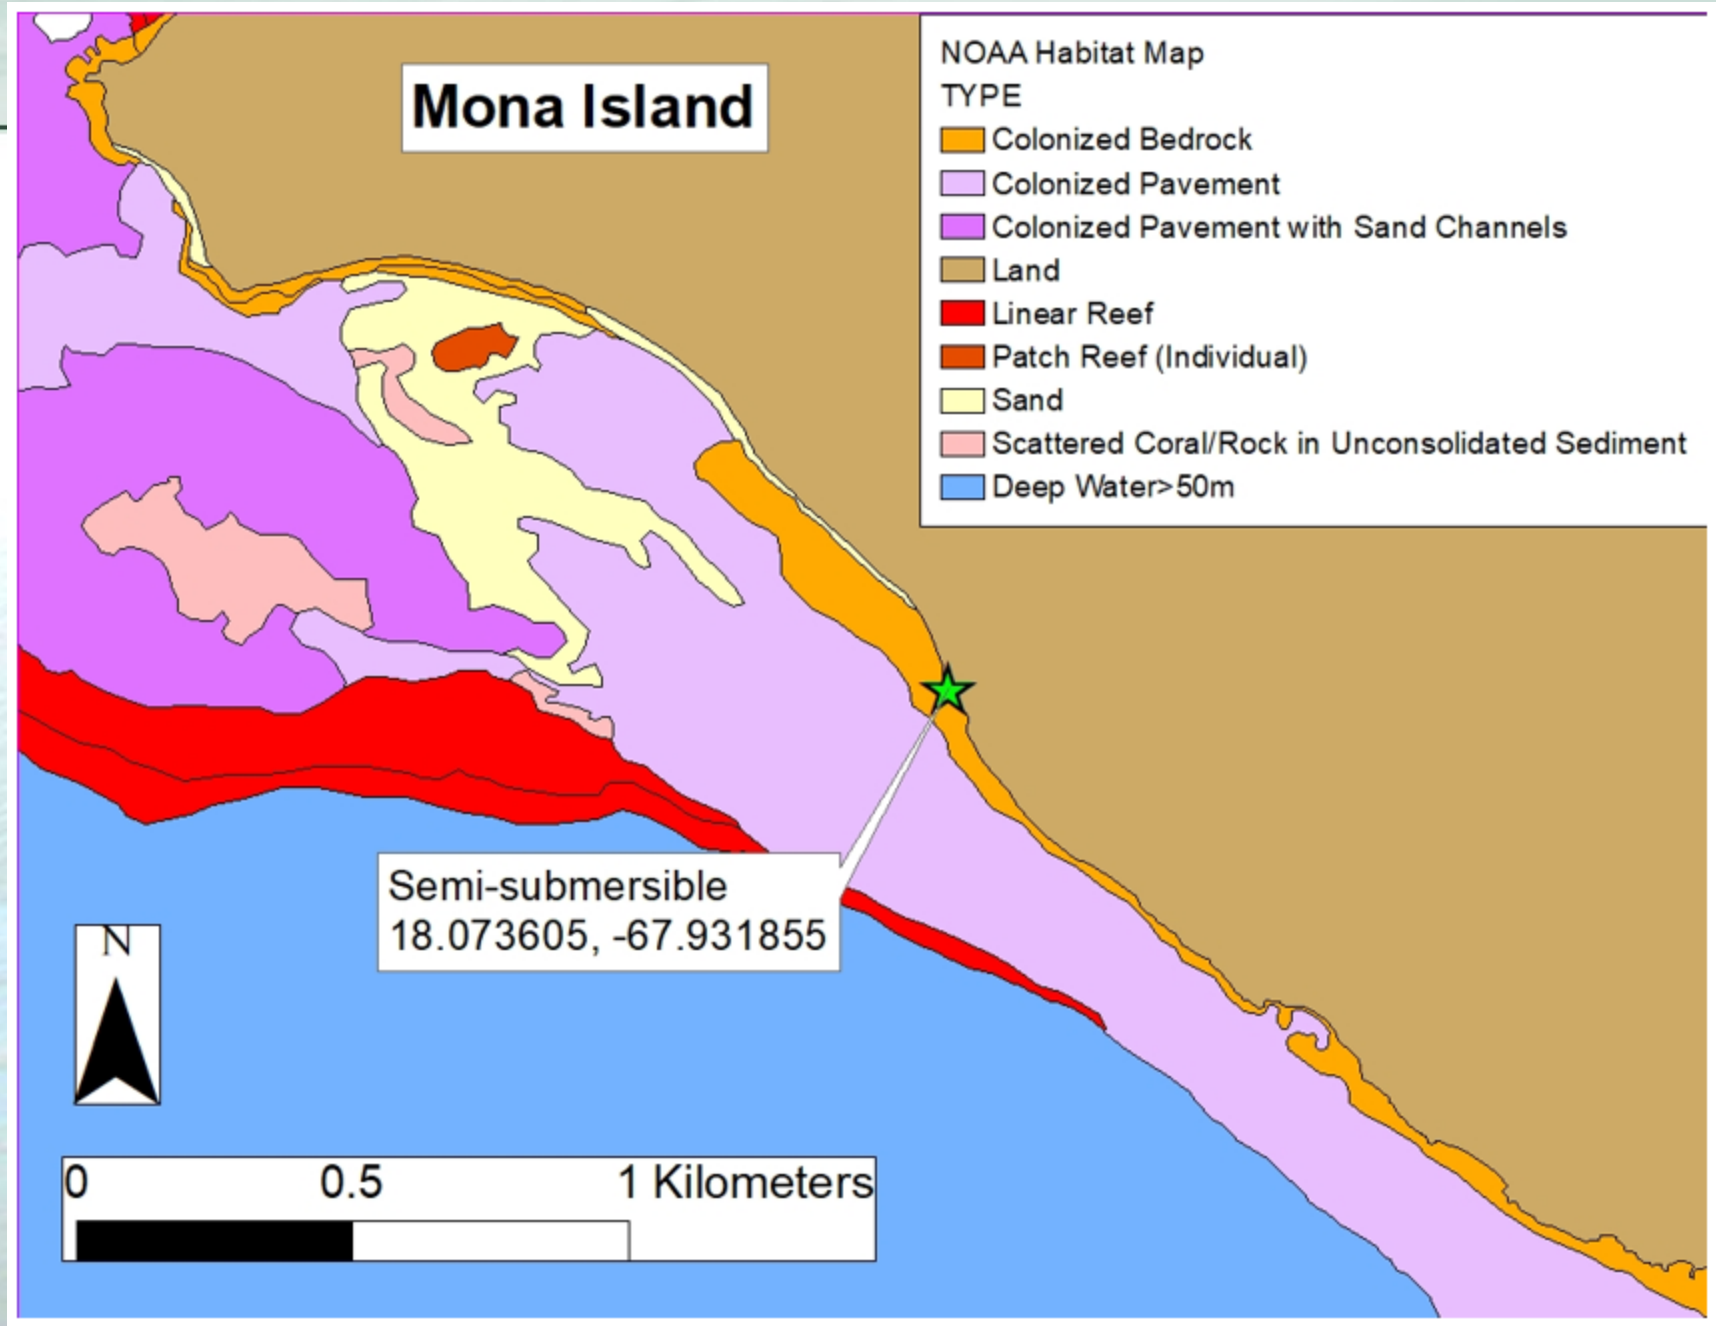 Mona Island
NOAA Habitat Map
TYPE
Colonized Bedrock
Colonized Pavement
Colonized Pavement with Sand Channels
Land
Linear Reef
Patch Reef (Individual)
Sand
Scattered Coral/Rock in Unconsolidated Sediment
Deep Water>50m
Semi-submersible
18.073605, -67.931855
N
0 0.5 1 Kilometers